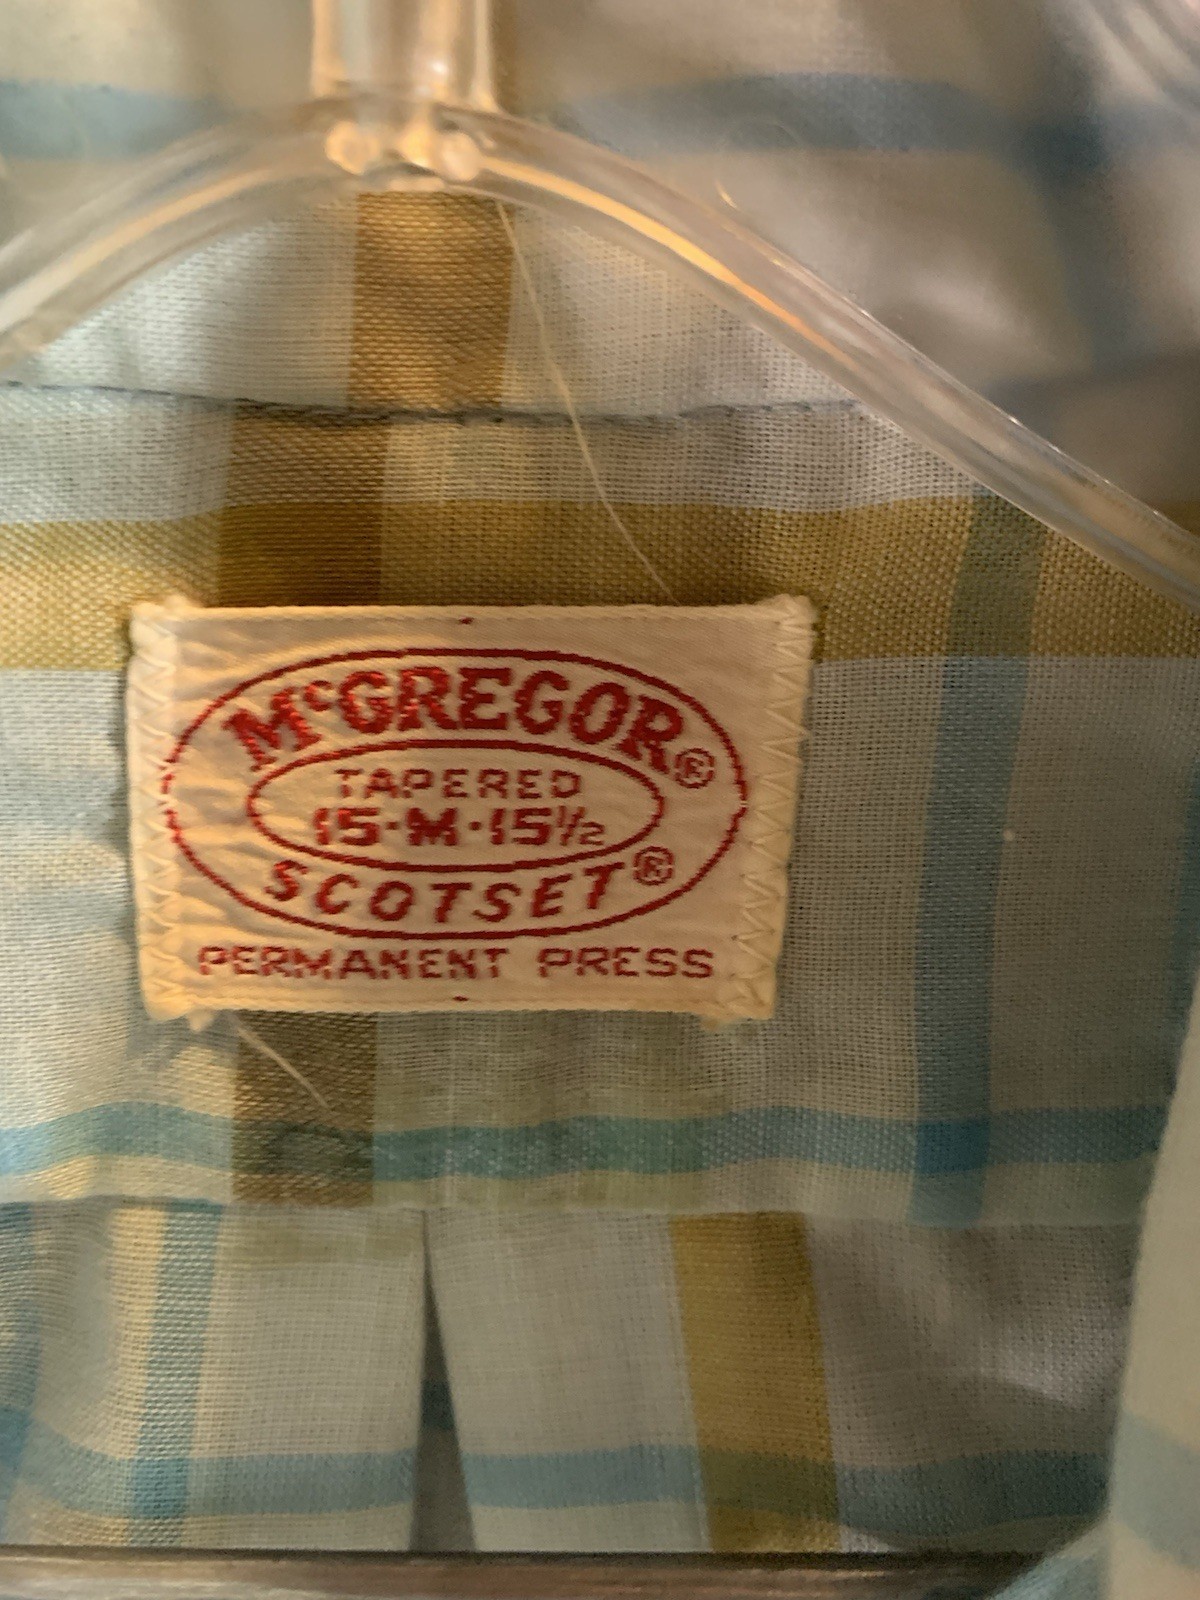 McGREGOR®
TAPERED
15·M·15½
SCOTSET®
PERMANENT PRESS